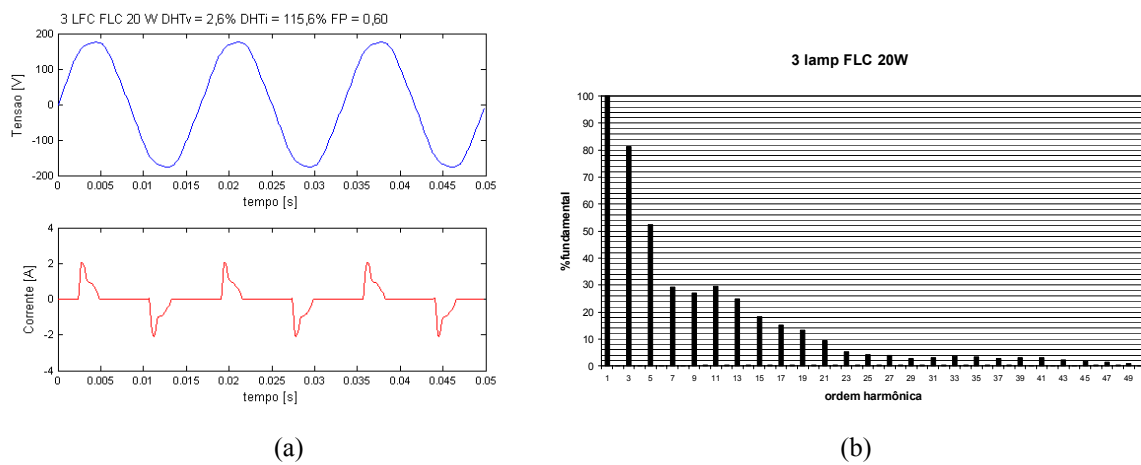 3 LFC FLC 20 W DHTv = 2,6% DHTi = 115,6% FP = 0,60
200
100
0
-100
-200
Tensao [V]
0 0.005 0.01 0.015 0.02 0.025 0.03 0.035 0.04 0.045 0.05
tempo [s]
4
2
0
-2
-4
Corrente [A]
0 0.005 0.01 0.015 0.02 0.025 0.03 0.035 0.04 0.045 0.05
tempo [s]
(a)
3 lamp FLC 20W
100
90
80
70
60
50
40
30
20
10
0
%fundamental
1 3 5 7 9 11 13 15 17 19 21 23 25 27 29 31 33 35 37 39 41 43 45 47 49
ordem harmônica
(b)